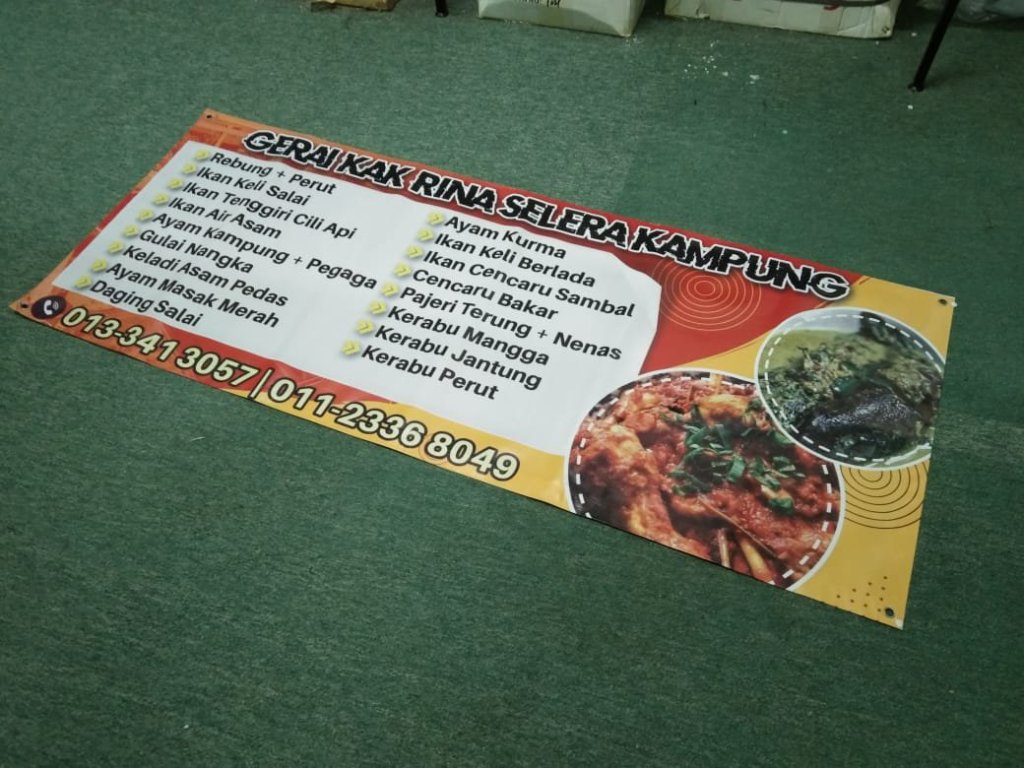 GERAI KAK RINA SELERA KAMPUNG
Rebung + Perut
Ikan Keli Salai
Ikan Tenggiri Cili Api
Ikan Air Asam
Ayam Kampung + Pegaga
Gulai Nangka
Keladi Asam Pedas
Ayam Masak Merah
Daging Salai
Ayam Kurma
Ikan Keli Berlada
Ikan Cencaru Sambal
Cencaru Bakar
Pajeri Terung + Nenas
Kerabu Mangga
Kerabu Jantung
Kerabu Perut
013-341 3057 | 011-2336 8049